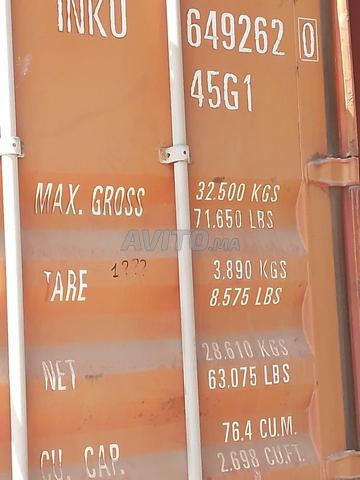 INKU 649262 0
45G1
MAX. GROSS 32.500 KGS
71.650 LBS
AVITO.MA
TARE 1??? 3.890 KGS
8.575 LBS
28.610 KGS
NET 63.075 LBS
76.4 CU.M.
CU. CAP. 2.698 CU.FT.